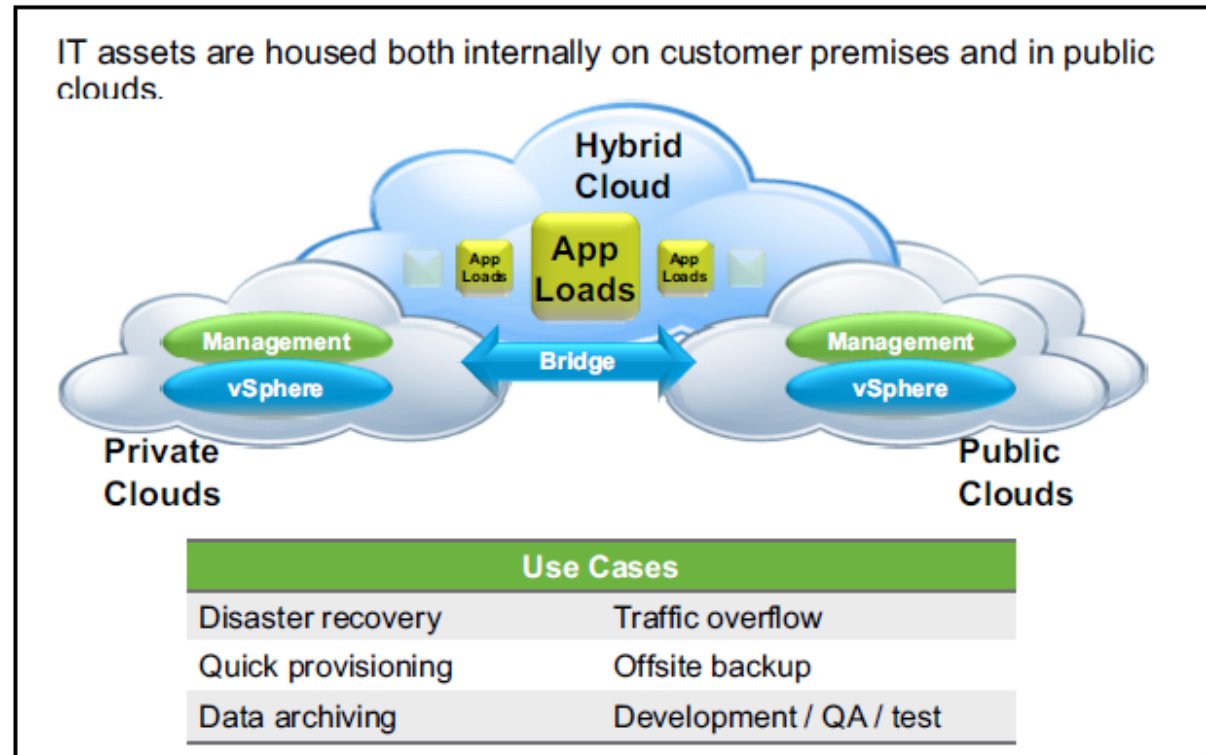 IT assets are housed both internally on customer premises and in public
clouds.
Hybrid
Cloud
App
Loads
App
Loads
App
Loads
Management
vSphere
Bridge
Management
vSphere
Private
Clouds
Public
Clouds
Use Cases
Disaster recovery Traffic overflow
Quick provisioning Offsite backup
Data archiving Development / QA / test